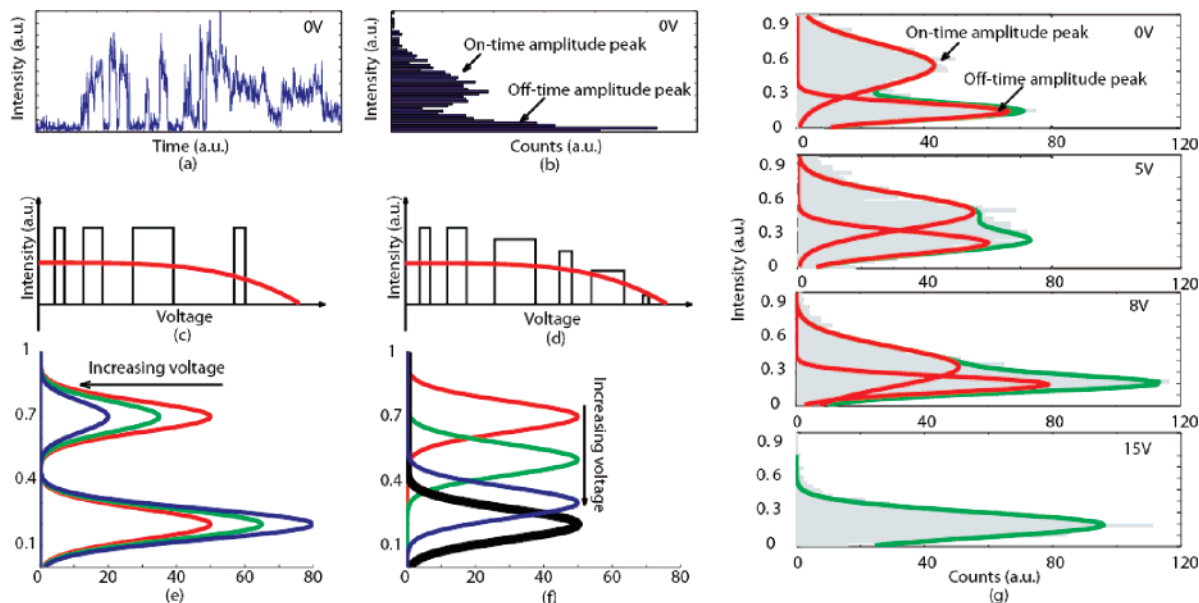 Intensity (a.u.)
0V
Time (a.u.)
(a)
Intensity (a.u.)
0V
On-time amplitude peak
Off-time amplitude peak
Counts (a.u.)
(b)
Intensity (a.u.)
Voltage
(c)
Intensity (a.u.)
Voltage
(d)
1
0.7
0.4
0.1
Increasing voltage
0 20 40 60 80
(e)
1
0.7
0.4
0.1
Increasing voltage
0 20 40 60 80
(f)
0.9
0.6
0.3
0
0V
On-time amplitude peak
Off-time amplitude peak
0 40 80 120
0.9
0.6
0.3
0
5V
0 40 80 120
Intensity (a.u.)
0.9
0.6
0.3
0
8V
0 40 80 120
0.9
0.6
0.3
0
15V
0 40 80 120
Counts (a.u.)
(g)